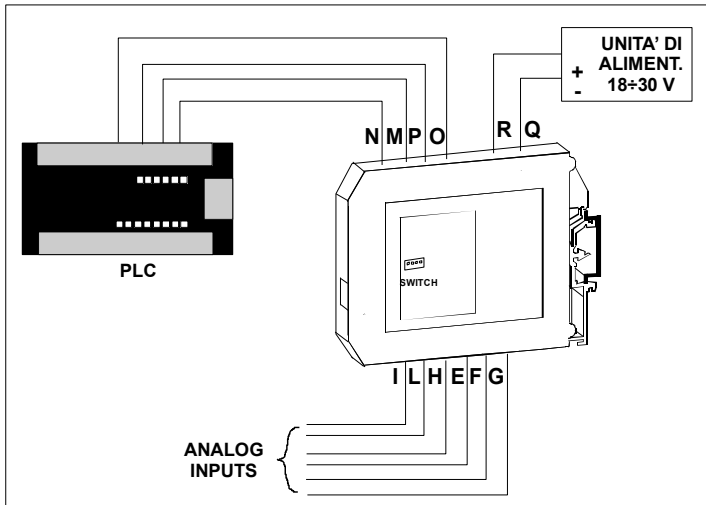 UNITA' DI
ALIMENT.
18÷30 V
+
-
N M P O
R Q
PLC
SWITCH
I L H E F G
ANALOG
INPUTS